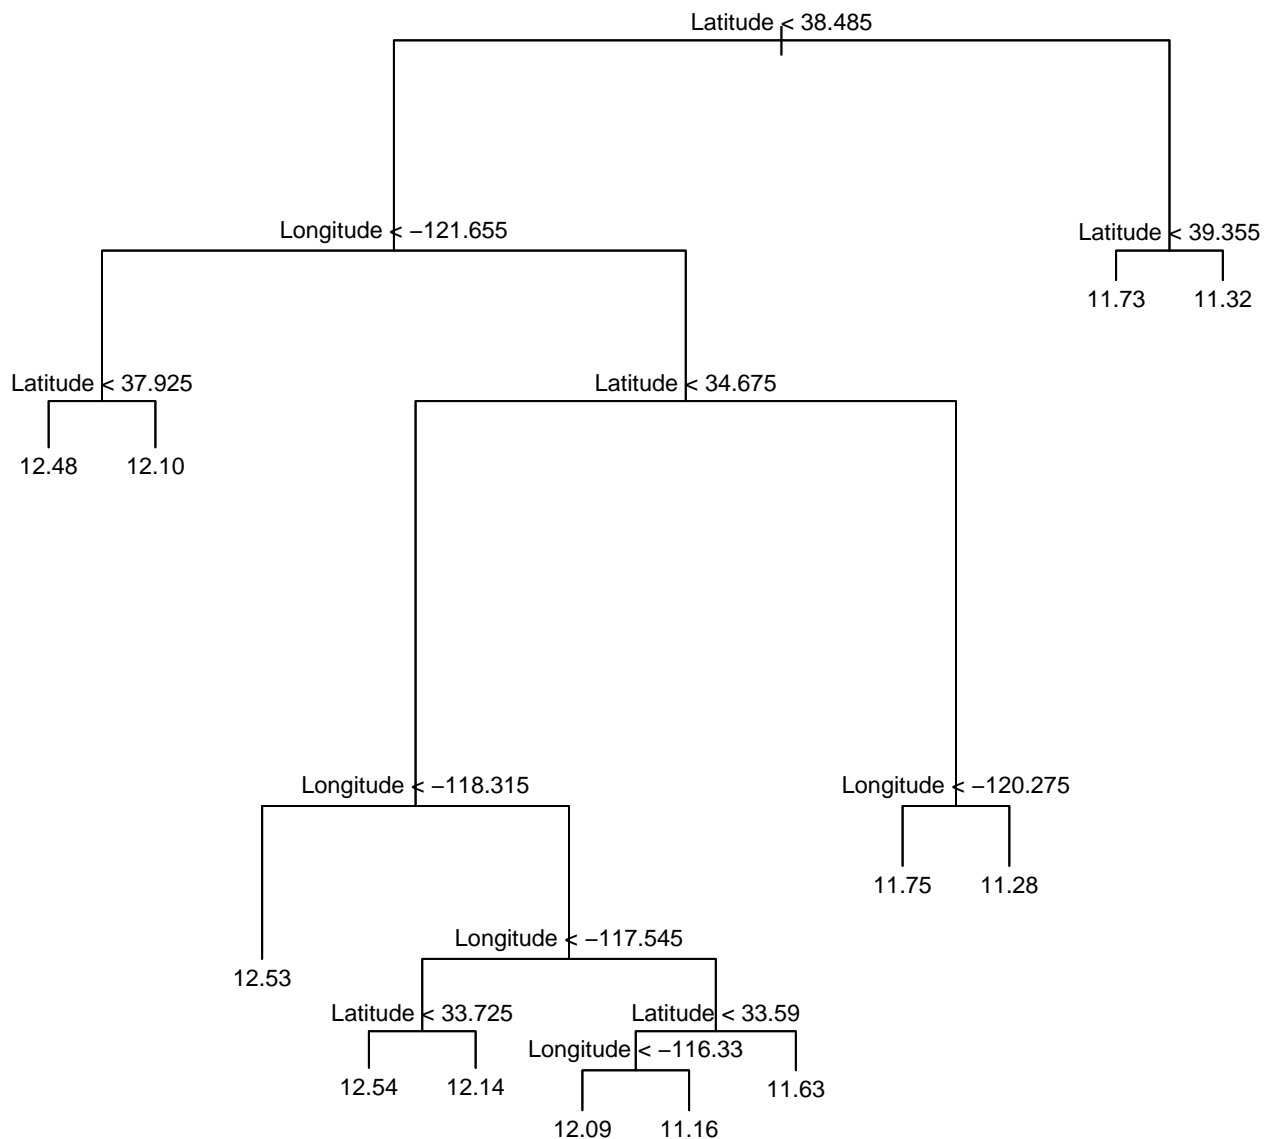 Latitude < 38.485
Longitude < −121.655
Latitude < 39.355
11.73
11.32
Latitude < 37.925
Latitude < 34.675
12.48
12.10
Longitude < −118.315
Longitude < −120.275
11.75
11.28
Longitude < −117.545
12.53
Latitude < 33.725
Latitude < 33.59
Longitude < −116.33
12.54
12.14
11.63
12.09
11.16